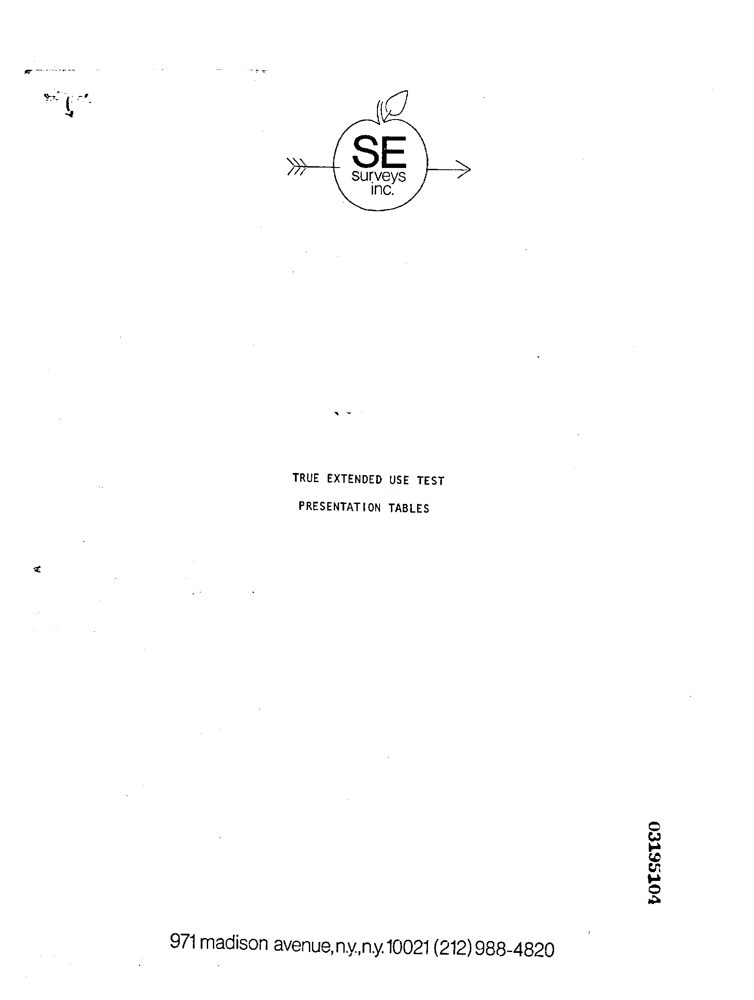 SE
surveys
inc.
TRUE EXTENDED USE TEST
PRESENTATION TABLES
03195104
971 madison avenue, n.y., n.y. 10021 (212) 988-4820